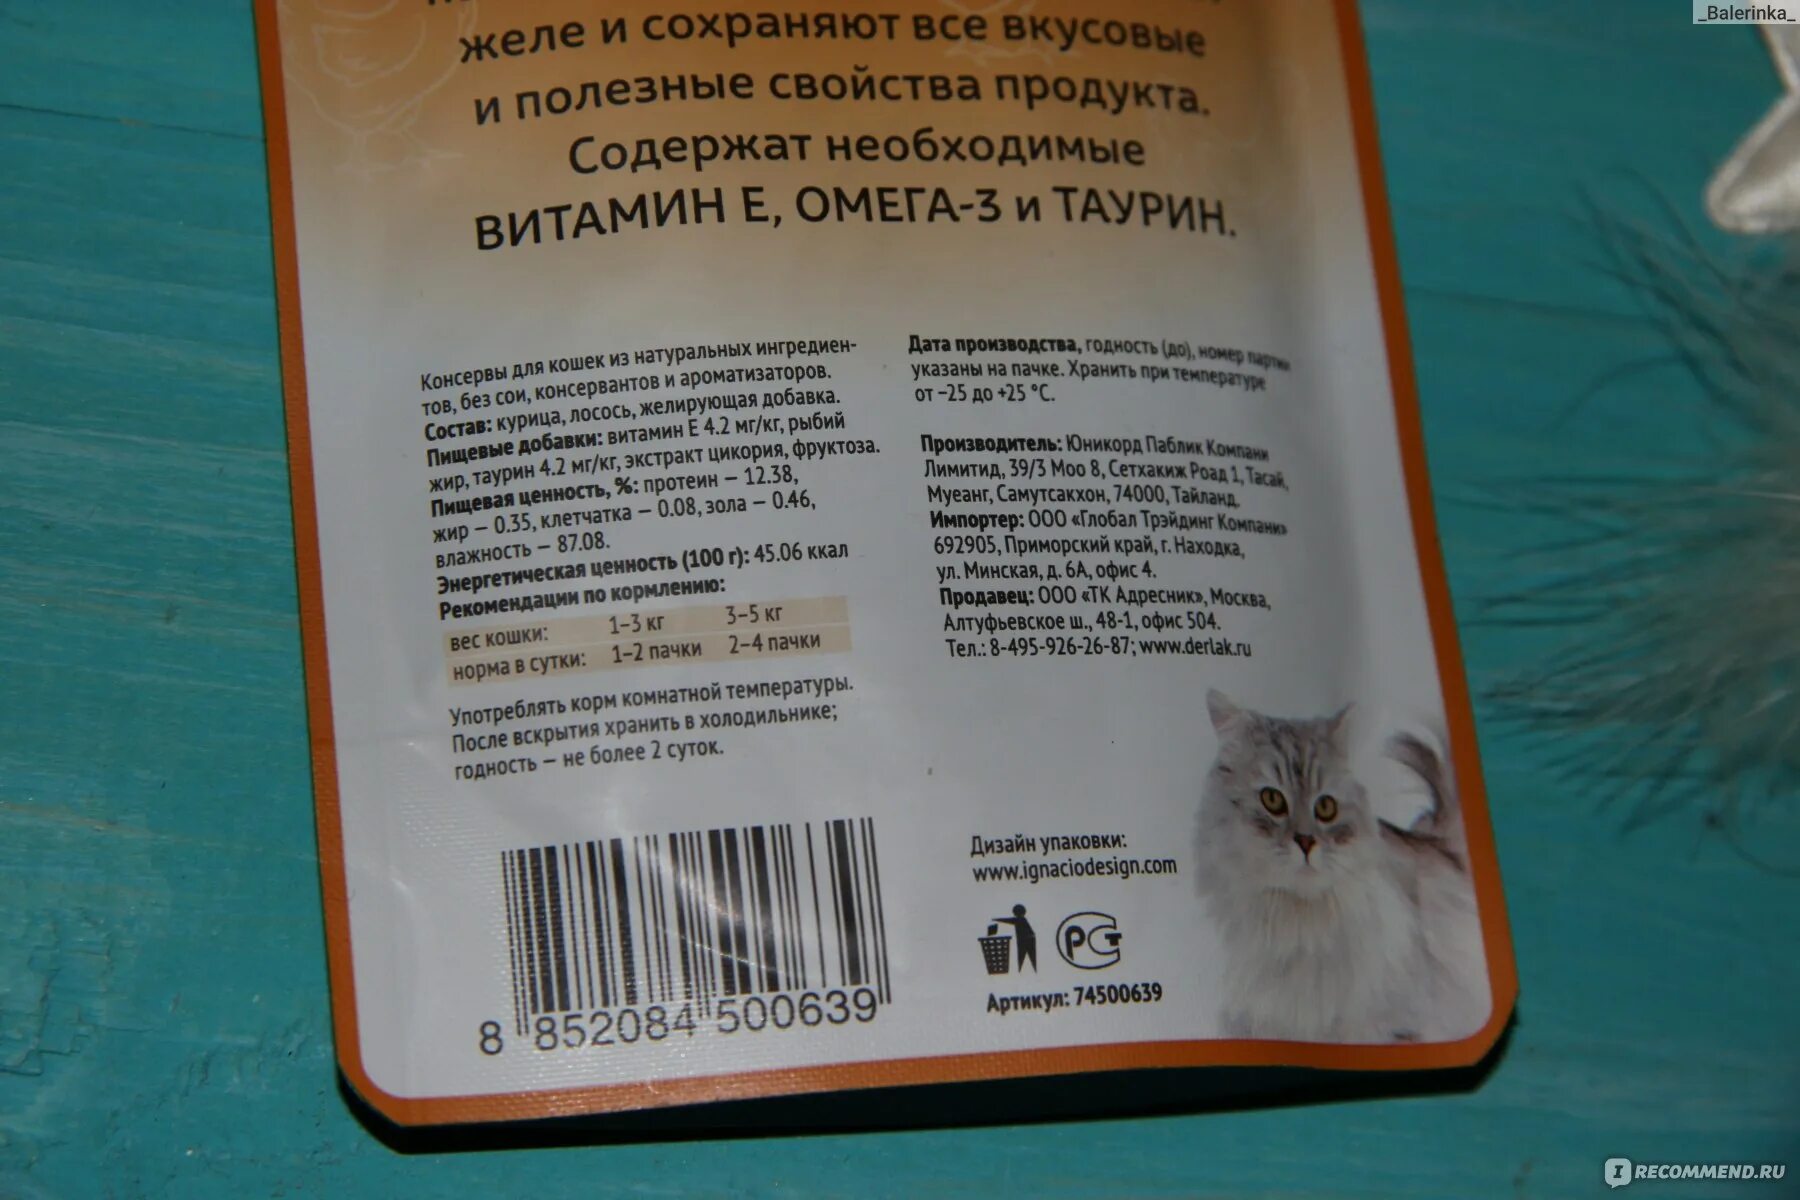 _Balerinka_
желе и сохраняют все вкусовые
и полезные свойства продукта.
Содержат необходимые
ВИТАМИН Е, ОМЕГА-3 и ТАУРИН.
Консервы для кошек из натуральных ингредиен-
тов, без сои, консервантов и ароматизаторов.
Состав: курица, лосось, желирующая добавка.
Пищевые добавки: витамин Е 4.2 мг/кг, рыбий
жир, таурин 4.2 мг/кг, экстракт цикория, фруктоза.
Пищевая ценность, %: протеин – 12.38,
жир – 0.35, клетчатка – 0.08, зола – 0.46,
влажность – 87.08.
Энергетическая ценность (100 г): 45.06 ккал
Рекомендации по кормлению:
вес кошки: 1–3 кг 3–5 кг
норма в сутки: 1–2 пачки 2–4 пачки
Употреблять корм комнатной температуры.
После вскрытия хранить в холодильнике;
годность – не более 2 суток.
8 852084 500639
Дата производства, годность (до), номер партии
указаны на пачке. Хранить при температуре
от –25 до +25 °С.
Производитель: Юникорд Паблик Компани
Лимитид, 39/3 Моо 8, Сетхакиж Роад 1, Тасай,
Муеанг, Самутсакхон, 74000, Тайланд.
Импортер: ООО «Глобал Трэйдинг Компани»
692905, Приморский край, г. Находка,
ул. Минская, д. 6А, офис 4.
Продавец: ООО «ТК Адресник», Москва,
Алтуфьевское ш., 48-1, офис 504.
Тел.: 8-495-926-26-87; www.derlak.ru
Дизайн упаковки:
www.ignaciodesign.com
РСТ
Артикул: 74500639
IRECOMMEND.RU